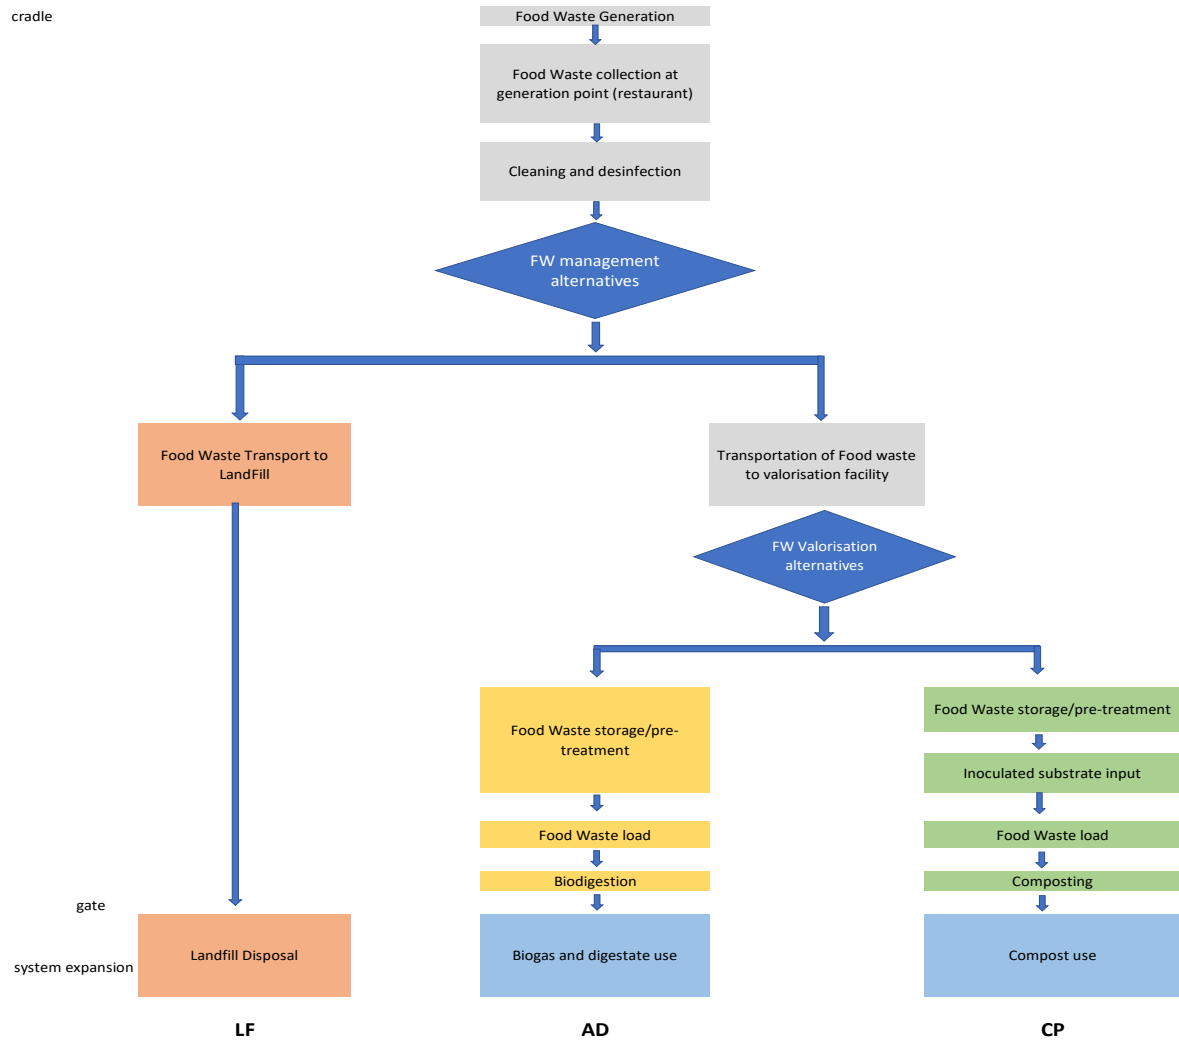 cradle
Food Waste Generation
Food Waste collection at
generation point (restaurant)
Cleaning and desinfection
FW management
alternatives
Food Waste Transport to
LandFill
Transportation of Food waste
to valorisation facility
FW Valorisation
alternatives
Food Waste storage/pre-
treatment
Food Waste storage/pre-treatment
Inoculated substrate input
Food Waste load
Food Waste load
Biodigestion
Composting
gate
Landfill Disposal
Biogas and digestate use
Compost use
system expansion
LF
AD
CP